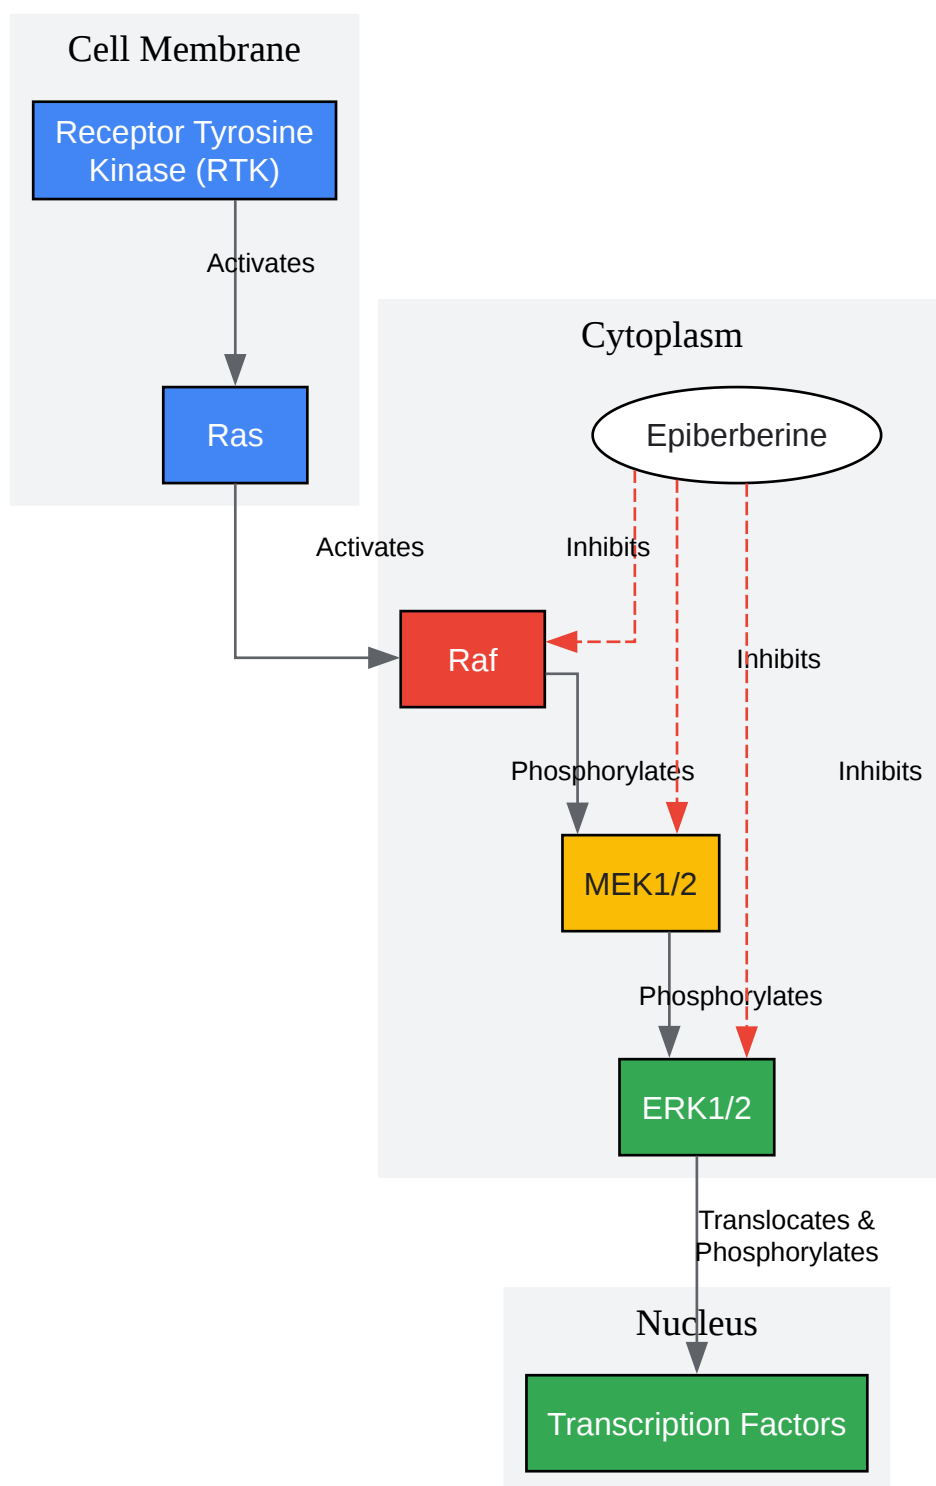 Cell Membrane
Receptor Tyrosine
Kinase (RTK)
Activates
Cytoplasm
Ras
Epiberberine
Activates
Inhibits
Raf
Inhibits
Phosphorylates
Inhibits
MEK1/2
Phosphorylates
ERK1/2
Translocates &
Phosphorylates
Nucleus
Transcription Factors